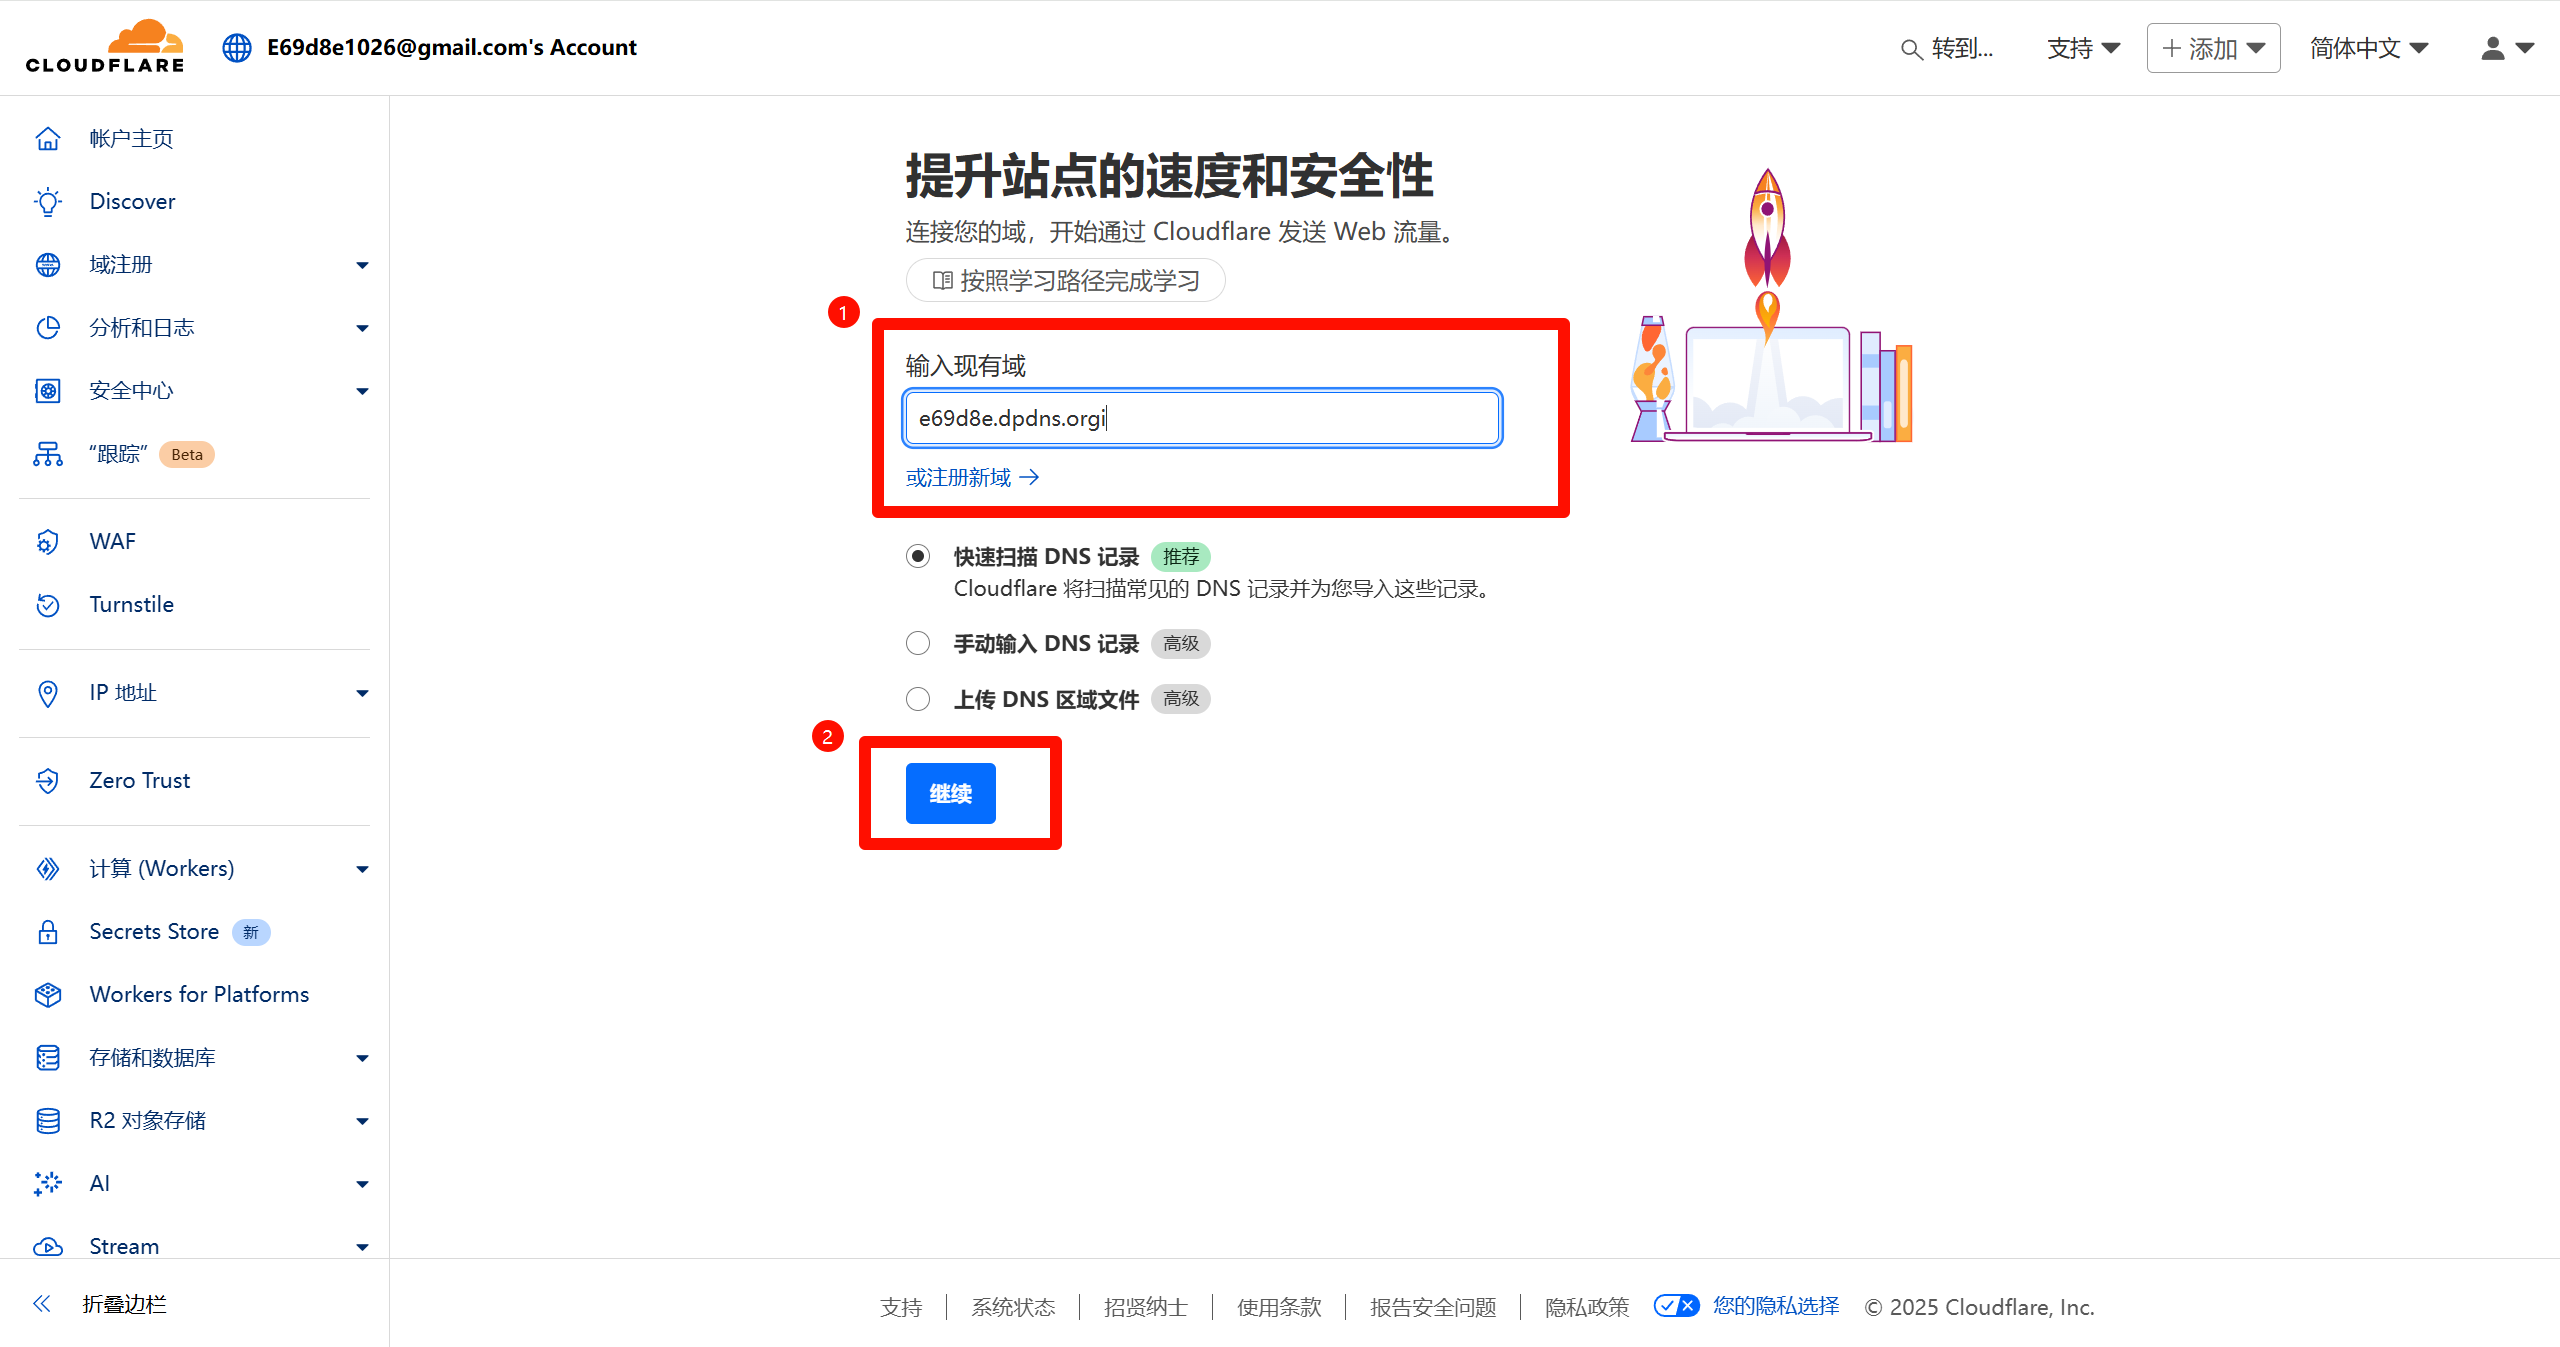 CLOUDFLARE
E69d8e1026@gmail.com's Account
转到...
支持
添加
简体中文
帐户主页
Discover
域注册
分析和日志
安全中心
“跟踪” Beta
WAF
Turnstile
IP 地址
Zero Trust
计算 (Workers)
Secrets Store 新
Workers for Platforms
存储和数据库
R2 对象存储
AI
Stream
折叠边栏
提升站点的速度和安全性
连接您的域，开始通过 Cloudflare 发送 Web 流量。
按照学习路径完成学习
1
输入现有域
e69d8e.dpdns.orgi
或注册新域
快速扫描 DNS 记录 推荐
Cloudflare 将扫描常见的 DNS 记录并为您导入这些记录。
手动输入 DNS 记录 高级
上传 DNS 区域文件 高级
2
继续
支持
系统状态
招贤纳士
使用条款
报告安全问题
隐私政策
您的隐私选择
© 2025 Cloudflare, Inc.